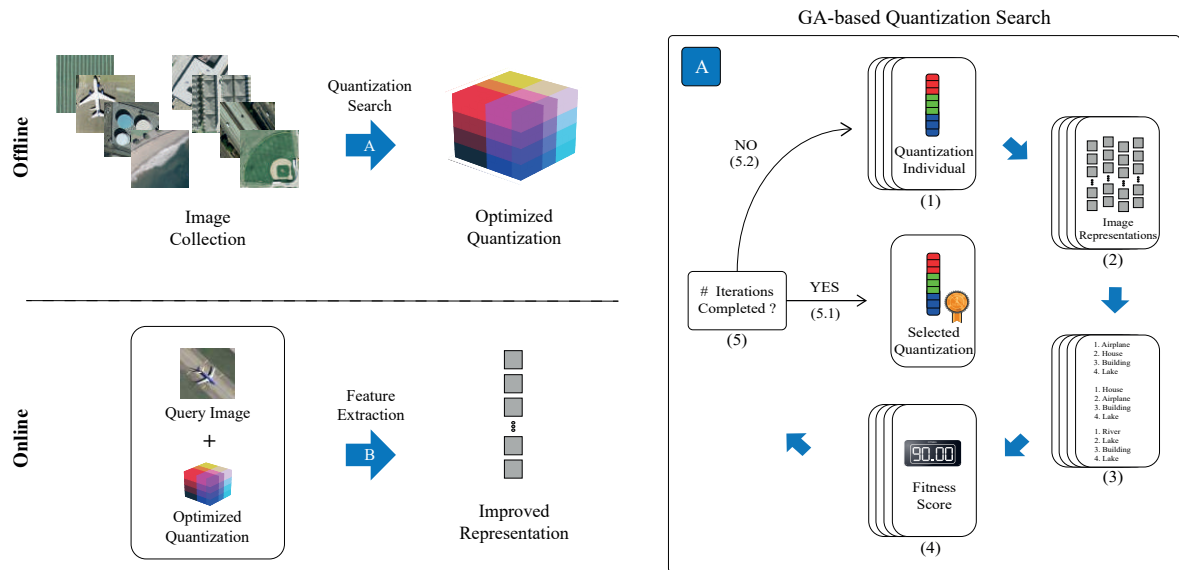 Offline
Quantization
Search
A
Image
Collection
Optimized
Quantization
Online
Query Image
+
Optimized
Quantization
Feature
Extraction
B
Improved
Representation
GA-based Quantization Search
A
Quantization
Individual
(1)
Image
Representations
(2)
1. Airplane
2. House
3. Building
4. Lake
1. House
2. Airplane
3. Building
4. Lake
1. River
2. Lake
3. Building
4. Lake
(3)
90.00
Fitness
Score
(4)
# Iterations
Completed ?
(5)
NO
(5.2)
YES
(5.1)
Selected
Quantization